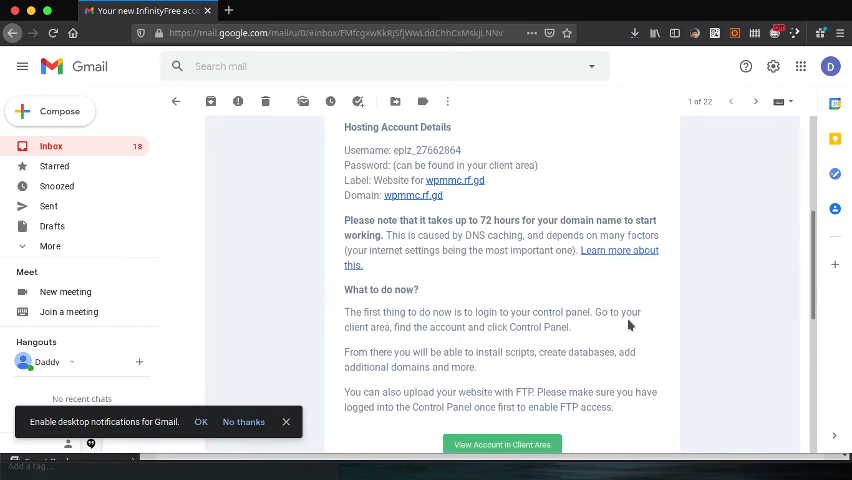 Your new InfinityFree acco
https://mail.google.com/mail/u/0/#inbox/FMfcgxwKkRJSfjWwLddChhCxMskjLNNv
Gmail
Search mail
D
Compose
1 of 22
Inbox 18
Starred
Snoozed
Sent
Drafts
More
Meet
New meeting
Join a meeting
Hangouts
Daddy
No recent chats
Hosting Account Details
Username: epiz_27662864
Password: (can be found in your client area)
Label: Website for wpmmc.rf.gd
Domain: wpmmc.rf.gd
Please note that it takes up to 72 hours for your domain name to start
working. This is caused by DNS caching, and depends on many factors
(your internet settings being the most important one). Learn more about
this.
What to do now?
The first thing to do now is to login to your control panel. Go to your
client area, find the account and click Control Panel.
From there you will be able to install scripts, create databases, add
additional domains and more.
You can also upload your website with FTP. Please make sure you have
logged into the Control Panel once first to enable FTP access.
View Account In Client Area
Enable desktop notifications for Gmail. OK No thanks
Add a tag...